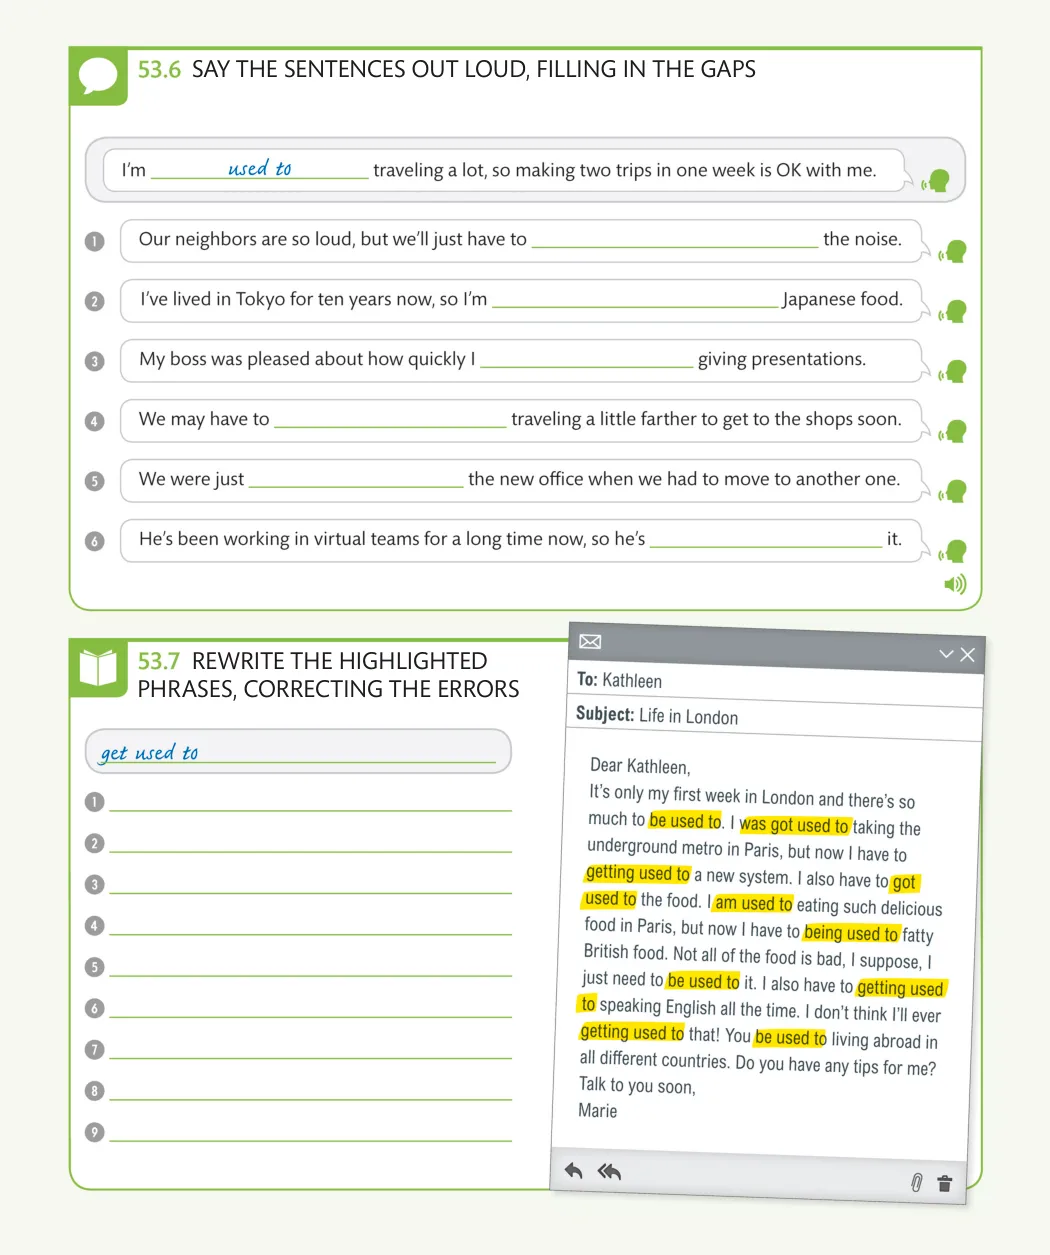 53.6 SAY THE SENTENCES OUT LOUD, FILLING IN THE GAPS
I'm used to traveling a lot, so making two trips in one week is OK with me.
1 Our neighbors are so loud, but we'll just have to the noise.
2 I've lived in Tokyo for ten years now, so I'm Japanese food.
3 My boss was pleased about how quickly I giving presentations.
4 We may have to traveling a little farther to get to the shops soon.
5 We were just the new office when we had to move to another one.
6 He's been working in virtual teams for a long time now, so he's it.
53.7 REWRITE THE HIGHLIGHTED
PHRASES, CORRECTING THE ERRORS
get used to
1
2
3
4
5
6
7
8
9
To: Kathleen
Subject: Life in London
Dear Kathleen,
It's only my first week in London and there's so
much to be used to. I was got used to taking the
underground metro in Paris, but now I have to
getting used to a new system. I also have to got
used to the food. I am used to eating such delicious
food in Paris, but now I have to being used to fatty
British food. Not all of the food is bad, I suppose, I
just need to be used to it. I also have to getting used
to speaking English all the time. I don't think I'll ever
getting used to that! You be used to living abroad in
all different countries. Do you have any tips for me?
Talk to you soon,
Marie